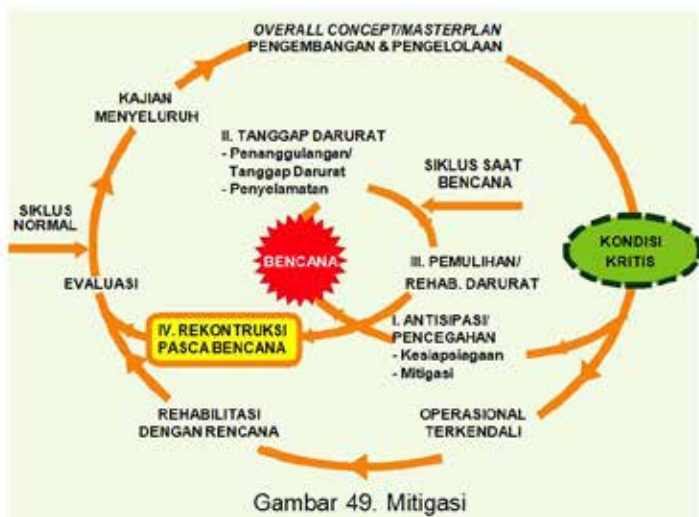 OVERALL CONCEPT/MASTERPLAN
PENGEMBANGAN & PENGELOLAAN
KAJIAN
MENYELURUH
II. TANGGAP DARURAT
- Penanggulangan/
Tanggap Darurat
- Penyelamatan
SIKLUS SAAT
BENCANA
SIKLUS
NORMAL
BENCANA
KONDISI
KRITIS
III. PEMULIHAN/
REHAB. DARURAT
EVALUASI
I. ANTISIPASI/
PENCEGAHAN
- Kesiapsiagaan
- Mitigasi
IV. REKONTRUKSI
PASCA BENCANA
REHABILITASI
DENGAN RENCANA
OPERASIONAL
TERKENDALI
Gambar 49. Mitigasi